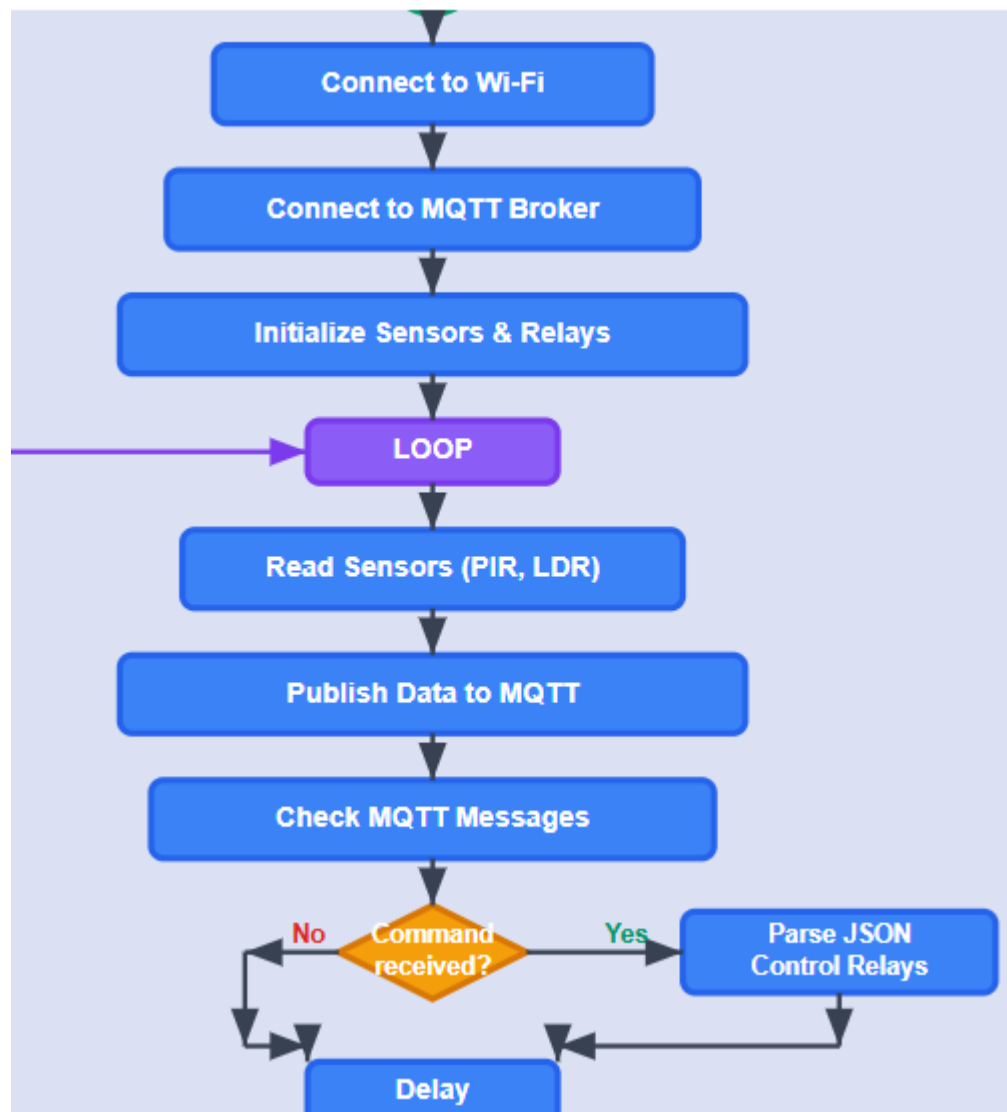 Connect to Wi-Fi
Connect to MQTT Broker
Initialize Sensors & Relays
LOOP
Read Sensors (PIR, LDR)
Publish Data to MQTT
Check MQTT Messages
No
Command
received?
Yes
Parse JSON
Control Relays
Delay